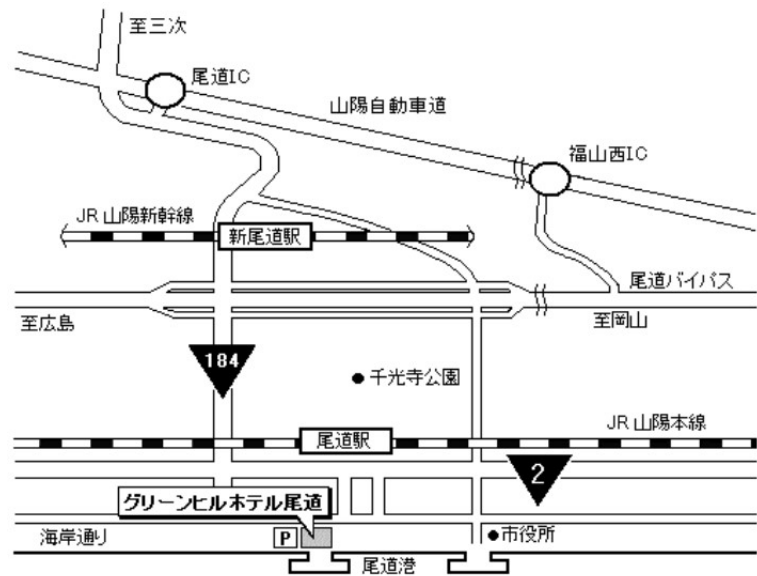 至三次
尾道IC
山陽自動車道
福山西IC
JR 山陽新幹線
新尾道駅
尾道バイパス
至広島
至岡山
184
千光寺公園
JR 山陽本線
尾道駅
2
グリーンヒルホテル尾道
海岸通り
P
市役所
尾道港